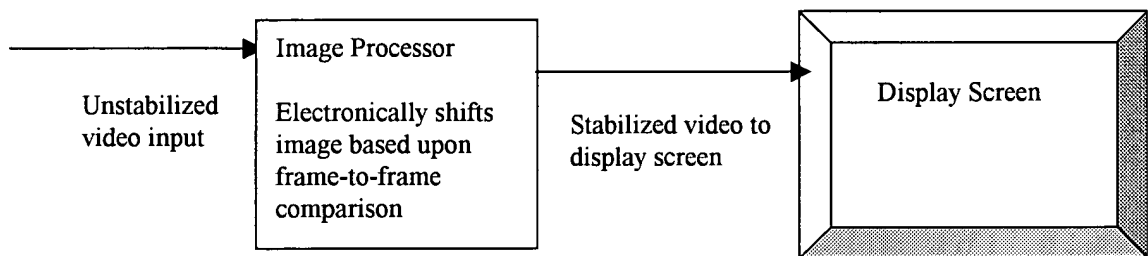 Unstabilized
video input
Image Processor
Electronically shifts
image based upon
frame-to-frame
comparison
Stabilized video to
display screen
Display Screen